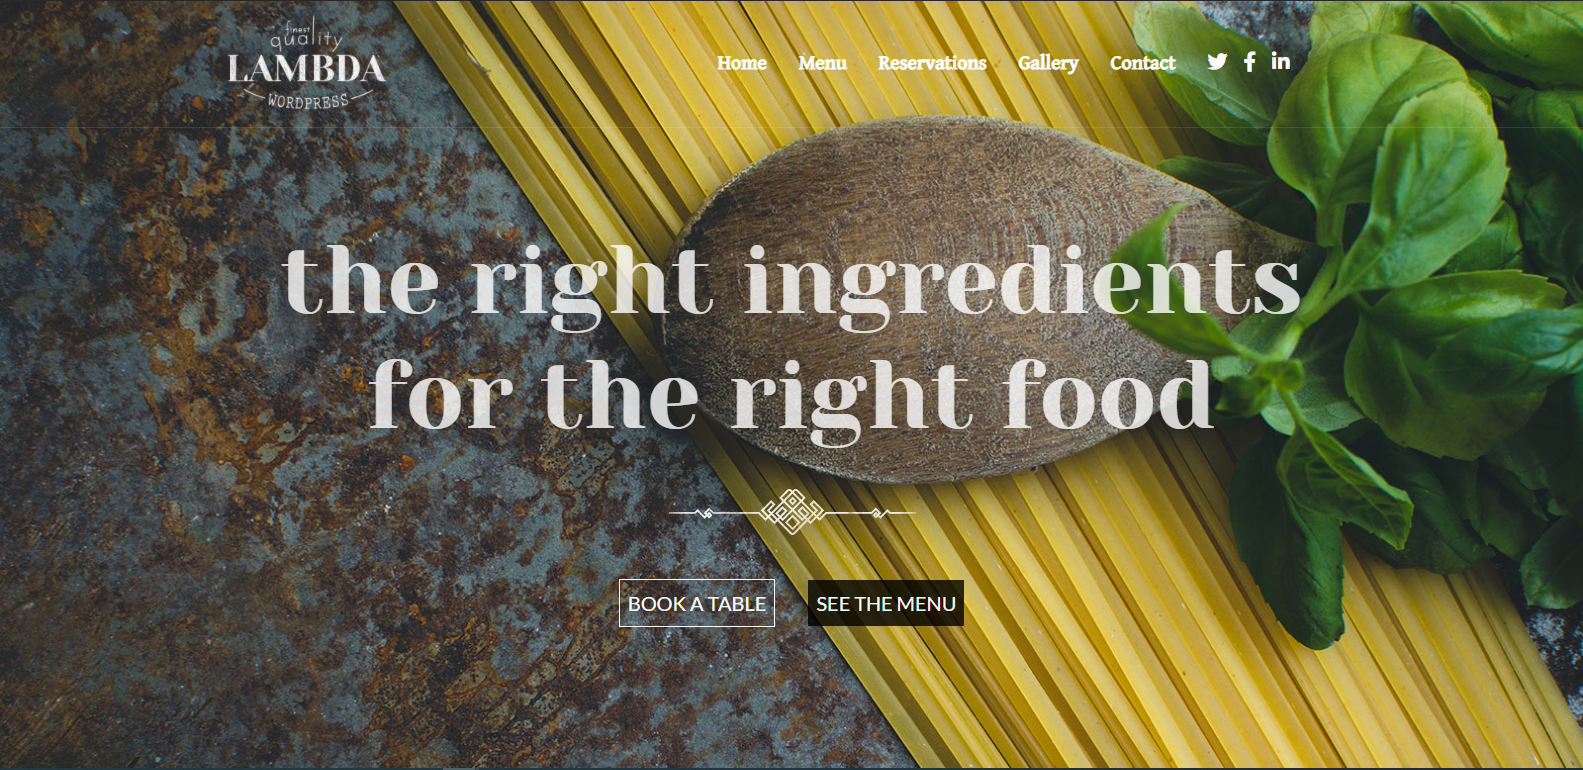 finest
quality
LAMBDA
WORDPRESS
Home Menu Reservations Gallery Contact
the right ingredients
for the right food
BOOK A TABLE SEE THE MENU